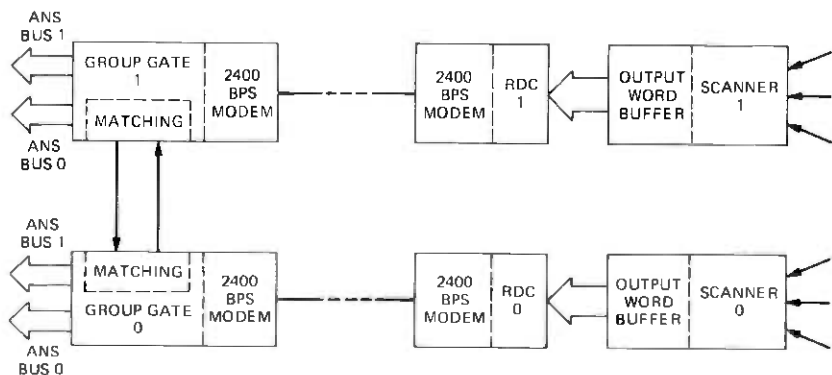 ANS
BUS 1
GROUP GATE
1
MATCHING
2400
BPS
MODEM
2400
BPS
MODEM
RDC
1
OUTPUT
WORD
BUFFER
SCANNER
1
ANS
BUS 0
ANS
BUS 1
MATCHING
GROUP GATE
0
2400
BPS
MODEM
2400
BPS
MODEM
RDC
0
OUTPUT
WORD
BUFFER
SCANNER
0
ANS
BUS 0